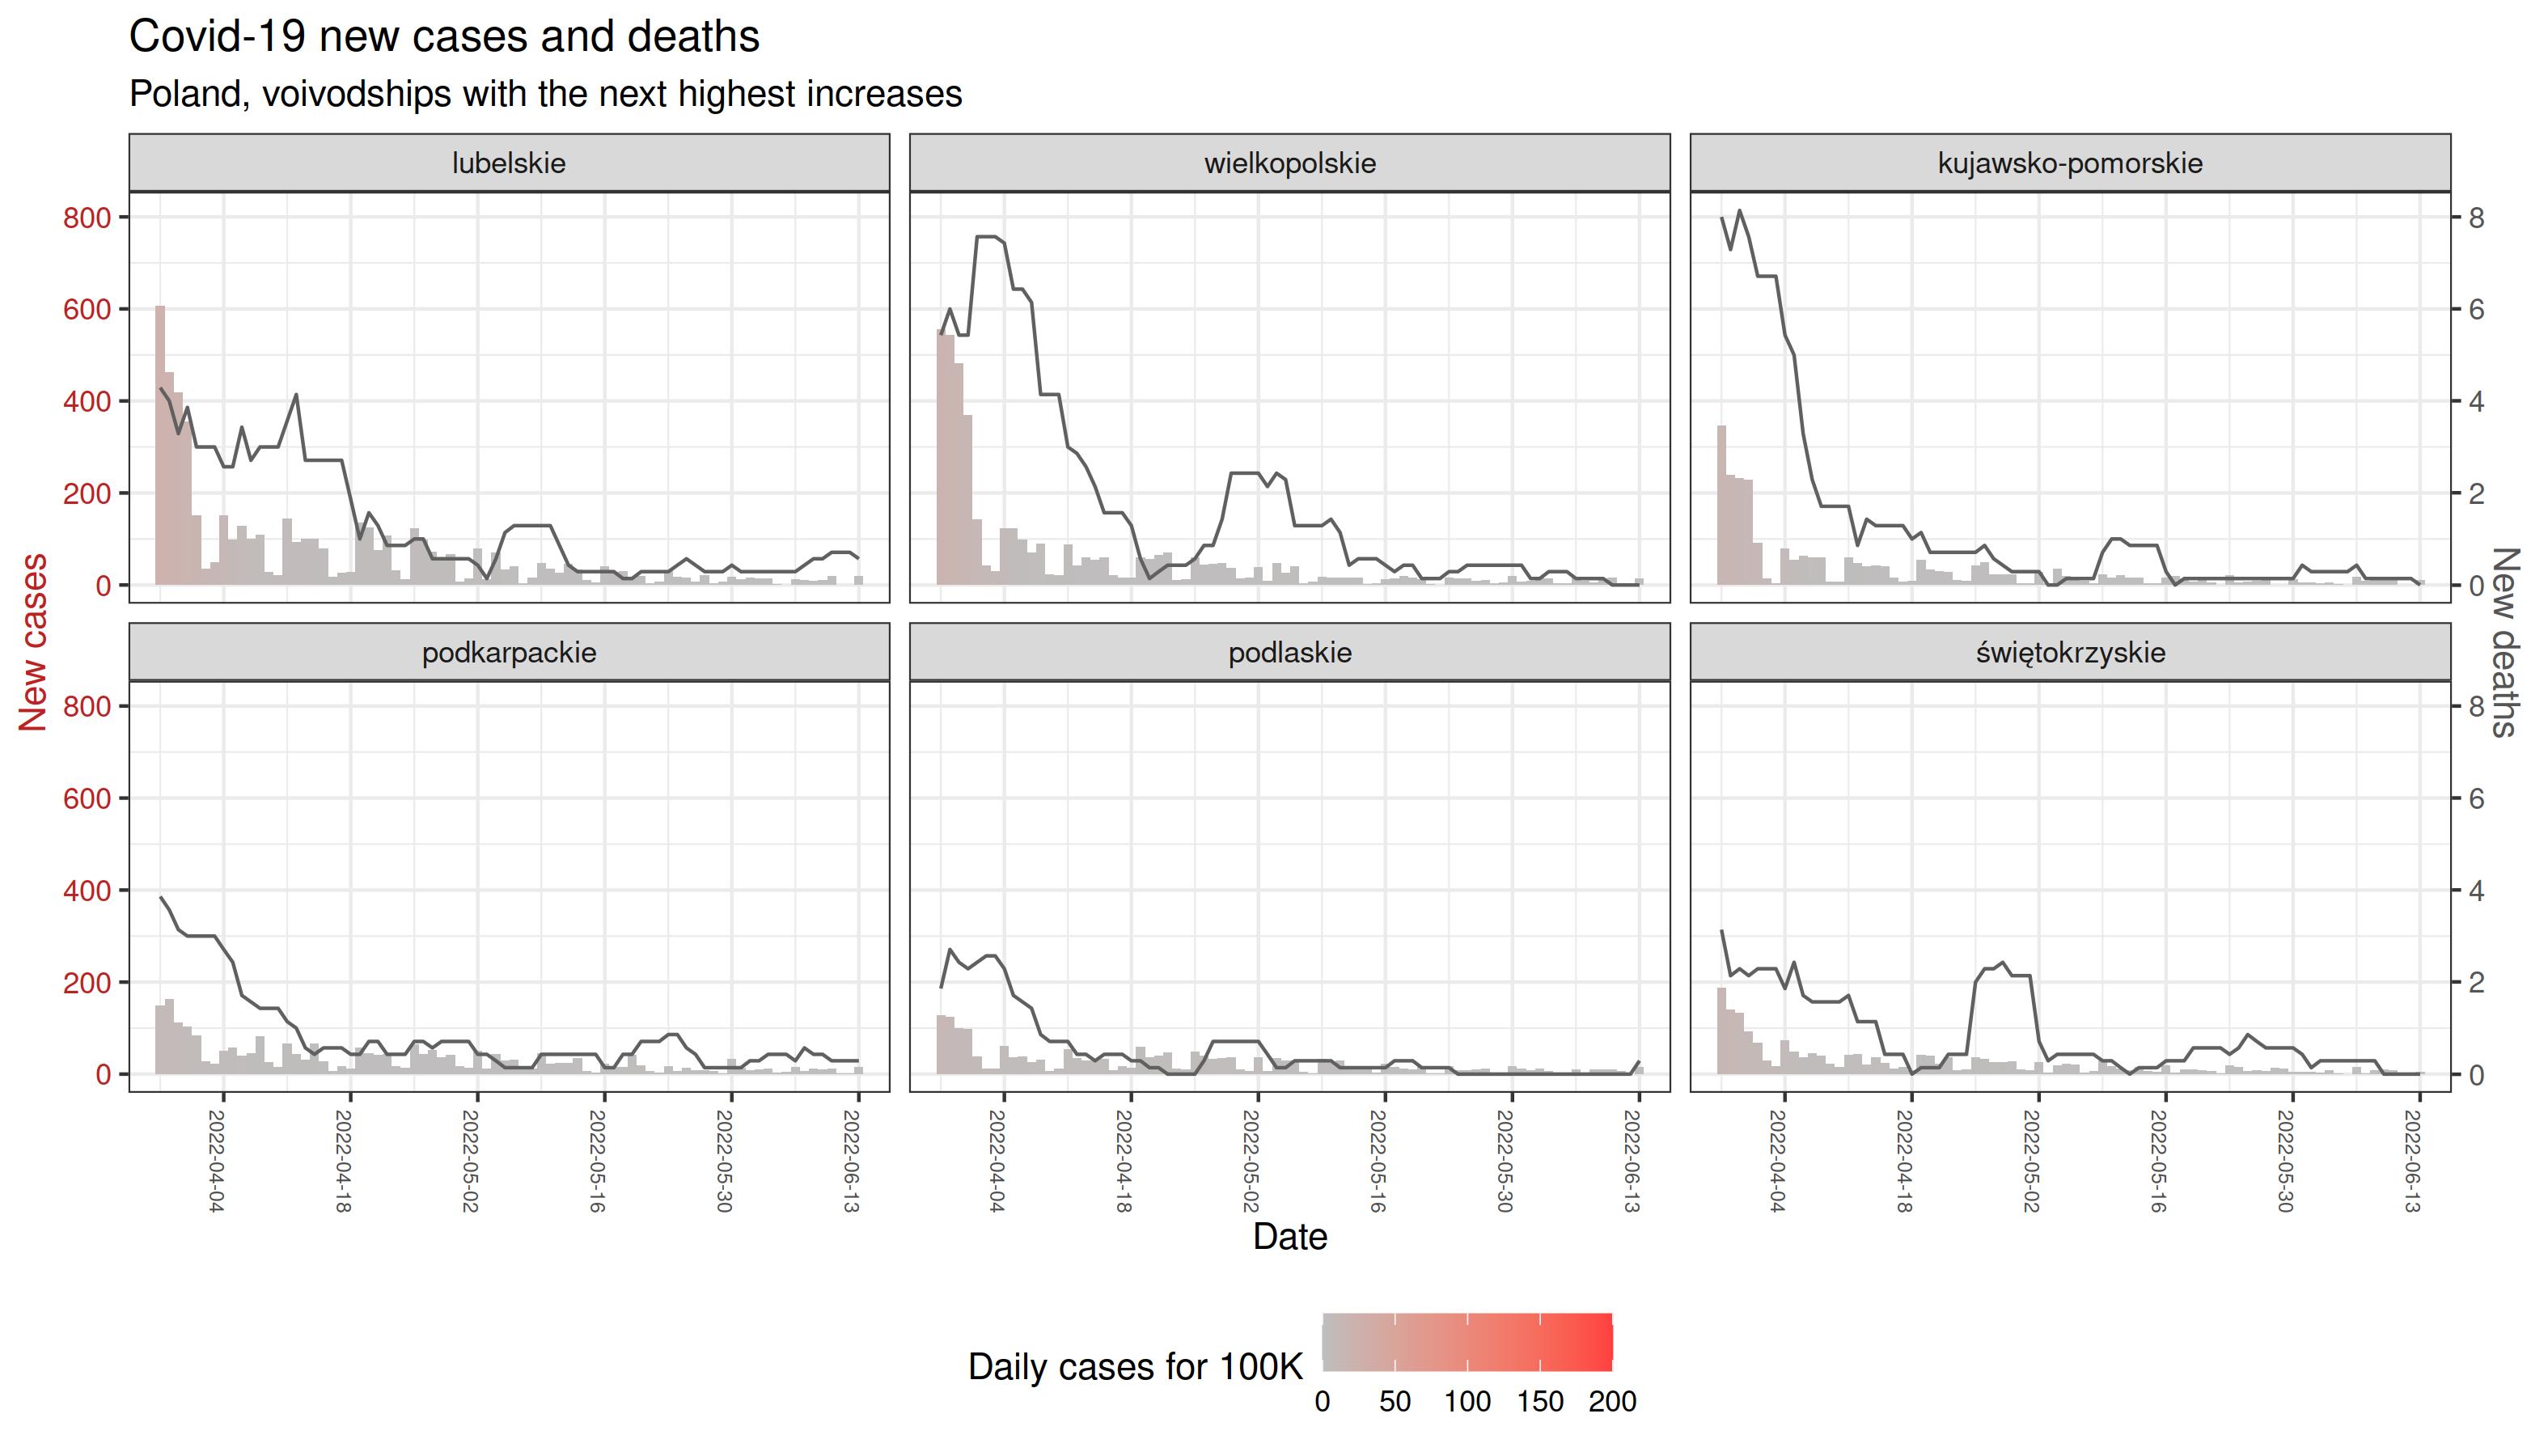 Covid-19 new cases and deaths
Poland, voivodships with the next highest increases
lubelskie
wielkopolskie
kujawsko-pomorskie
800
600
400
200
0
8
6
4
2
0
New cases
New deaths
podkarpackie
podlaskie
świętokrzyskie
800
600
400
200
0
8
6
4
2
0
2022-04-04
2022-04-18
2022-05-02
2022-05-16
2022-05-30
2022-06-13
2022-04-04
2022-04-18
2022-05-02
2022-05-16
2022-05-30
2022-06-13
2022-04-04
2022-04-18
2022-05-02
2022-05-16
2022-05-30
2022-06-13
Date
Daily cases for 100K
0 50 100 150 200